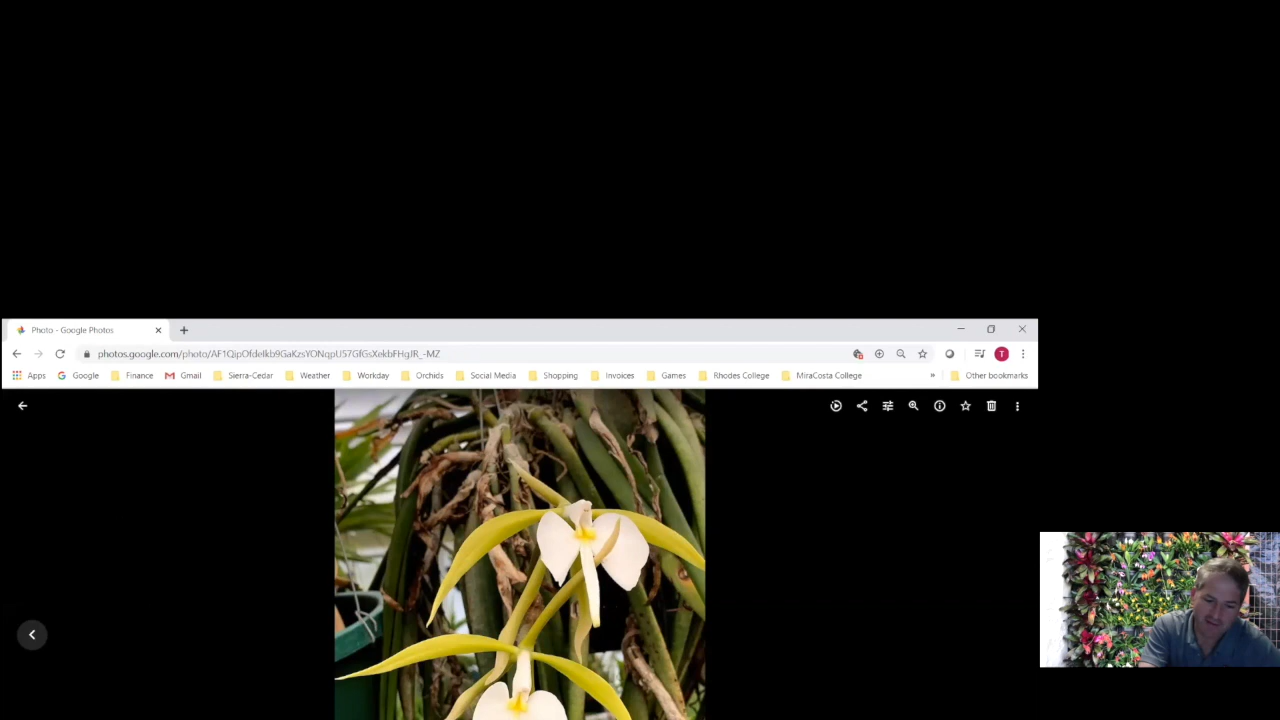 Photo - Google Photos
photos.google.com/photo/AF1QipOfdeIkb9GaKzsYONqpU57GfGsXekbFHgJR_-MZ
T
Apps Google Finance Gmail Sierra-Cedar Weather Workday Orchids Social Media Shopping Invoices Games Rhodes College MiraCosta College » Other bookmarks